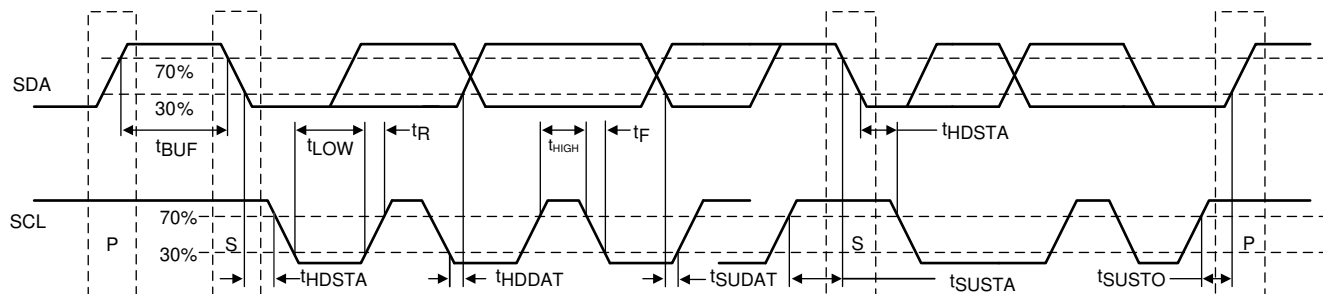 70%
SDA
30%
tBUF
tLOW
tR
tHIGH
tF
tHDSTA
SCL
70%
P
S
30%
S
P
tHDSTA
tHDDAT
tSUDAT
tSUSTA
tSUSTO